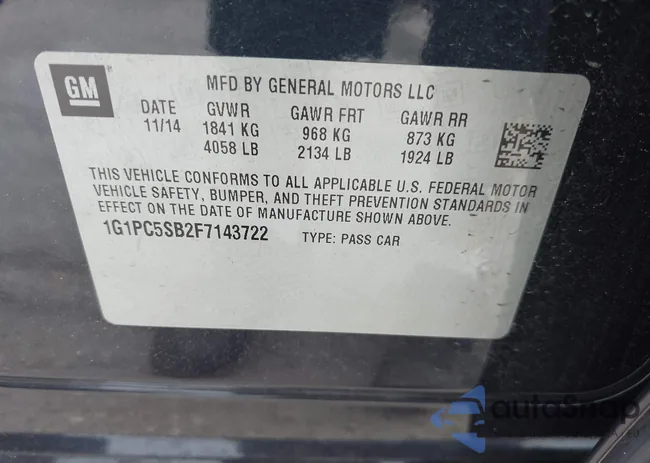 GM
MFD BY GENERAL MOTORS LLC
DATE GVWR GAWR FRT GAWR RR
11/14 1841 KG 968 KG 873 KG
4058 LB 2134 LB 1924 LB
THIS VEHICLE CONFORMS TO ALL APPLICABLE U.S. FEDERAL MOTOR
VEHICLE SAFETY, BUMPER, AND THEFT PREVENTION STANDARDS IN
EFFECT ON THE DATE OF MANUFACTURE SHOWN ABOVE.
1G1PC5SB2F7143722 TYPE: PASS CAR
autoSnap